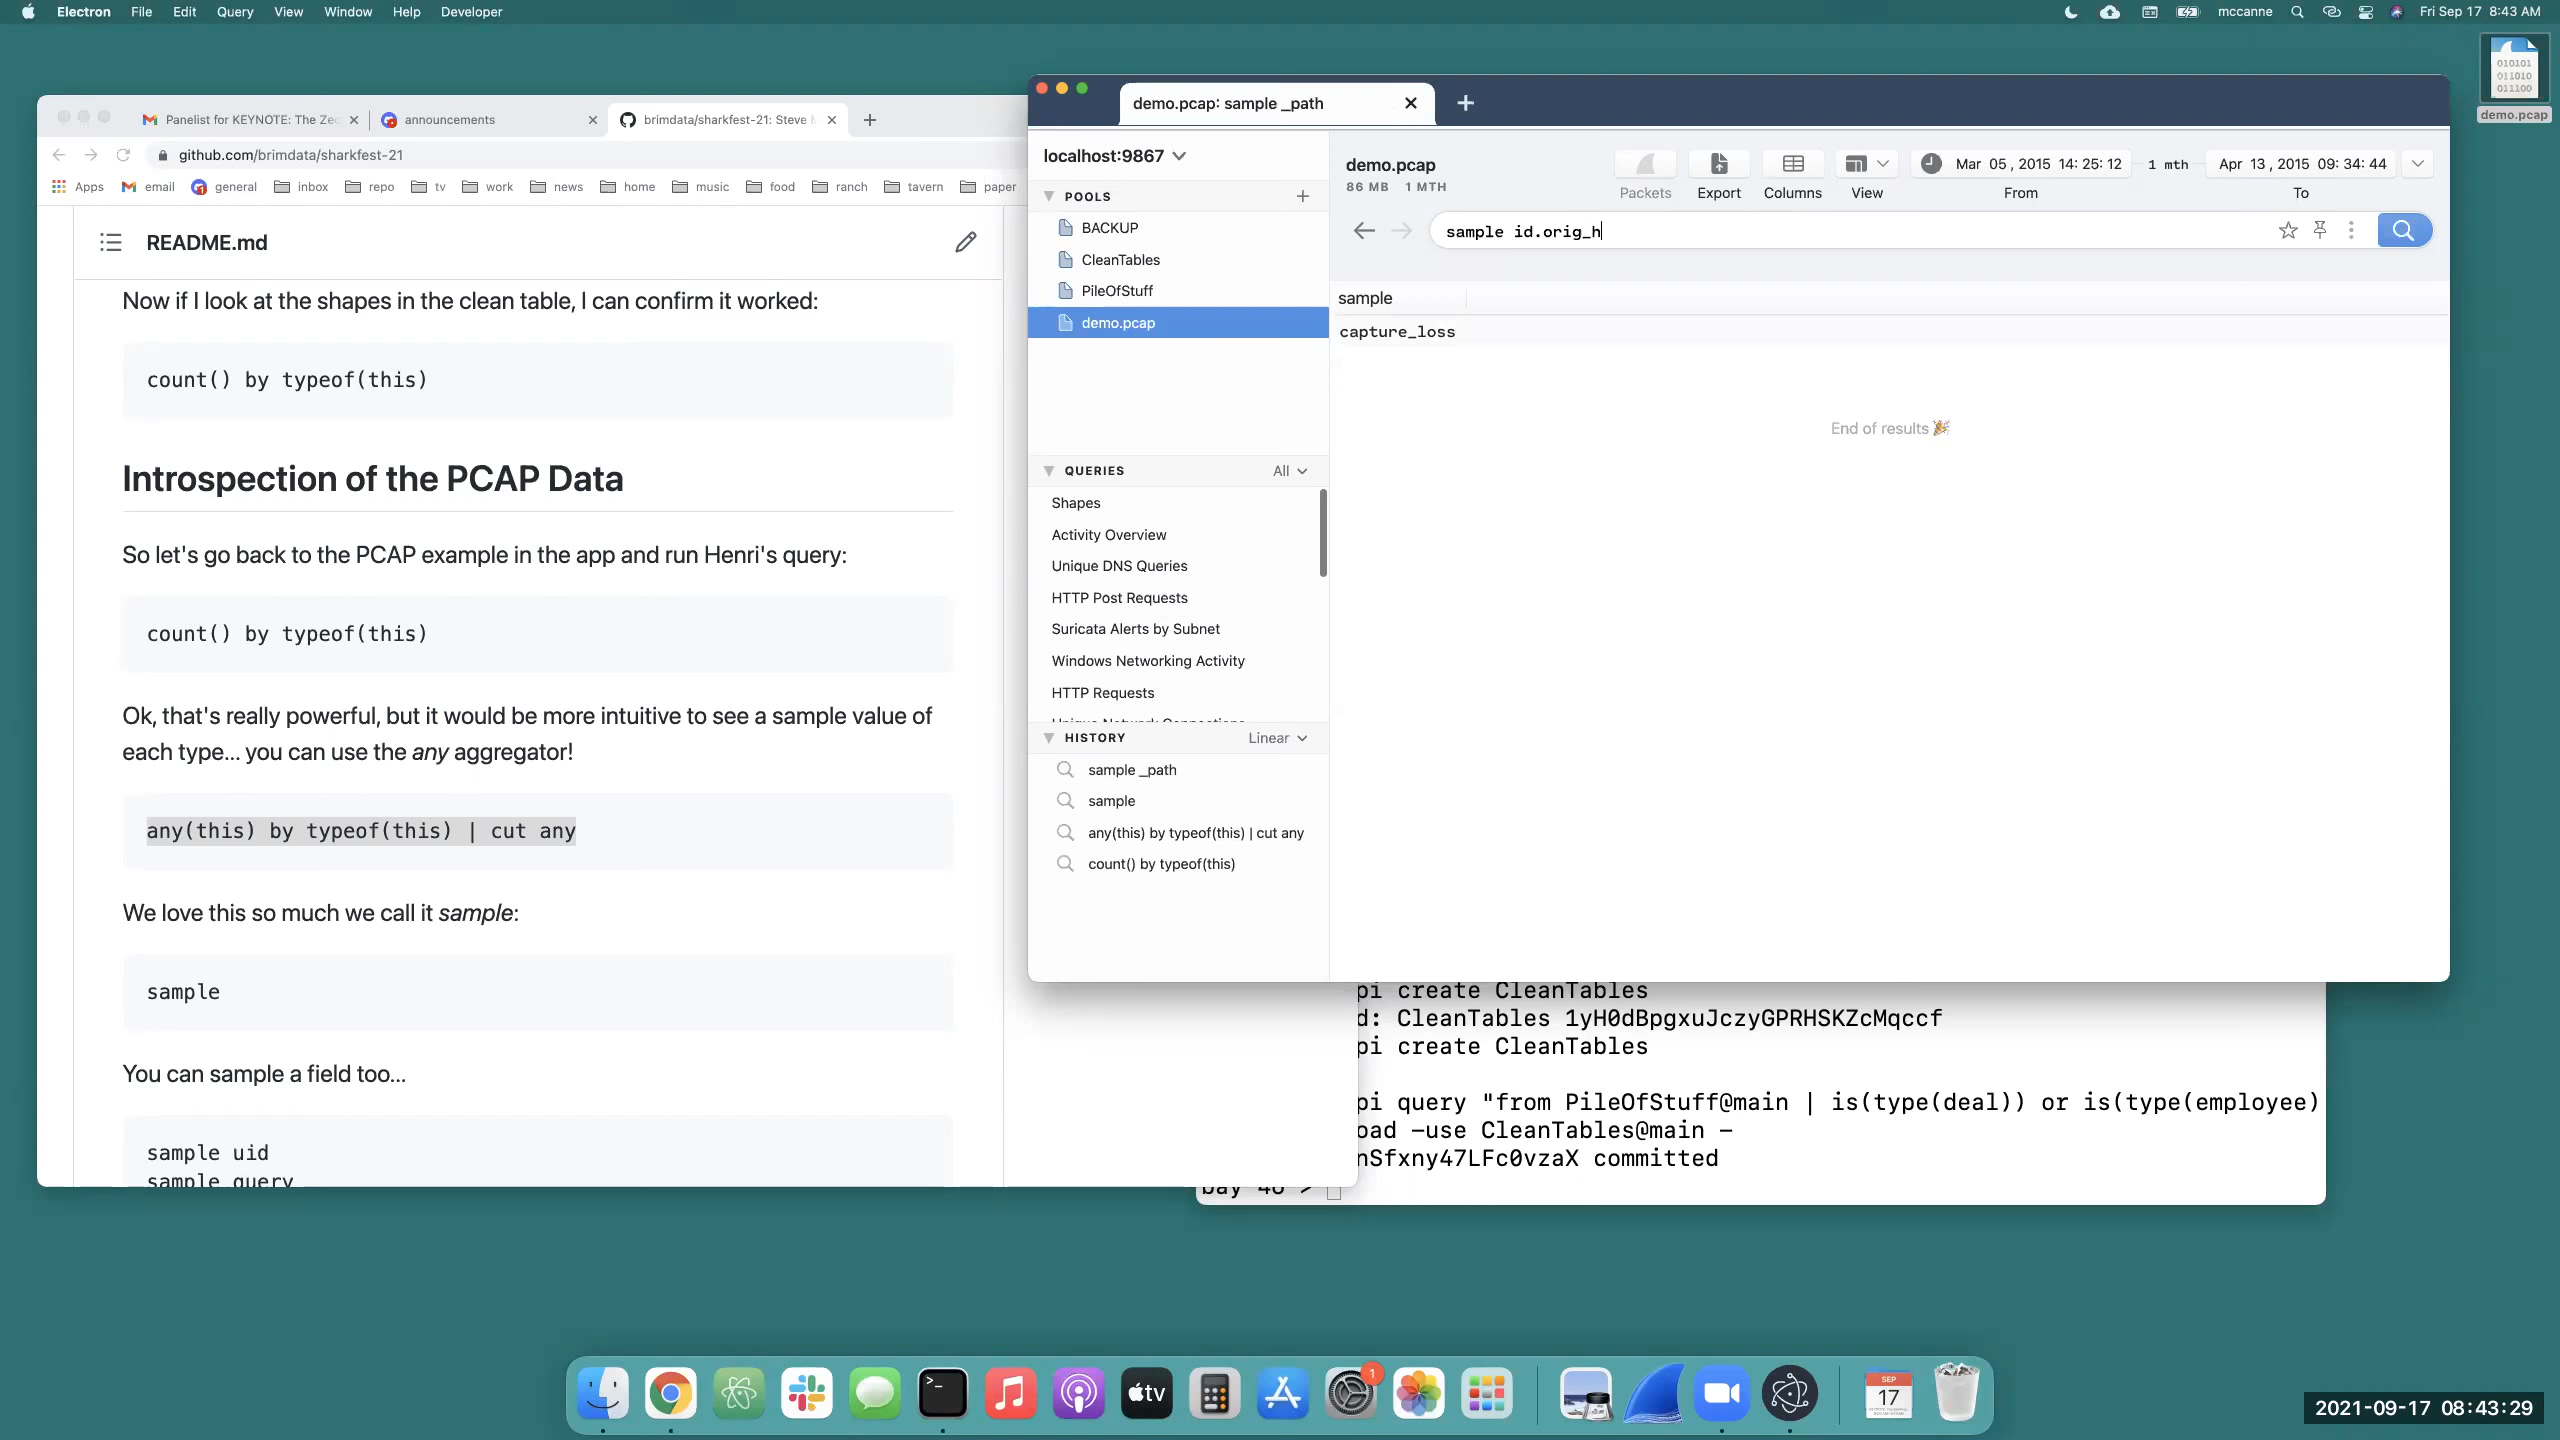 Electron File Edit Query View Window Help Developer
mccanne Fri Sep 17 8:43 AM
010101
011010
011100
demo.pcap
Panelist for KEYNOTE: The Ze
announcements
brimdata/sharkfest-21: Steve
github.com/brimdata/sharkfest-21
Apps email general inbox repo tv work news home music food ranch tavern paper
README.md
Now if I look at the shapes in the clean table, I can confirm it worked:
count() by typeof(this)
Introspection of the PCAP Data
So let's go back to the PCAP example in the app and run Henri's query:
count() by typeof(this)
Ok, that's really powerful, but it would be more intuitive to see a sample value of
each type... you can use the any aggregator!
any(this) by typeof(this) | cut any
We love this so much we call it sample:
sample
You can sample a field too...
sample uid
sample query
demo.pcap: sample _path
localhost:9867
POOLS
BACKUP
CleanTables
PileOfStuff
demo.pcap
QUERIES All
Shapes
Activity Overview
Unique DNS Queries
HTTP Post Requests
Suricata Alerts by Subnet
Windows Networking Activity
HTTP Requests
Unique Network Connections
HISTORY Linear
sample _path
sample
any(this) by typeof(this) | cut any
count() by typeof(this)
demo.pcap
86 MB 1 MTH
Packets Export Columns View
Mar 05, 2015 14:25:12 1 mth Apr 13, 2015 09:34:44
From To
sample id.orig_h
sample
capture_loss
End of results
pi create CleanTables
d: CleanTables 1yH0dBpgxuJczyGPRHSKZcMqccf
pi create CleanTables
pi query "from PileOfStuff@main | is(type(deal)) or is(type(employee)
oad -use CleanTables@main -
nSfxny47LFc0vzaX committed
bay 46 >
tv
1
SEP
17
2021-09-17 08:43:29